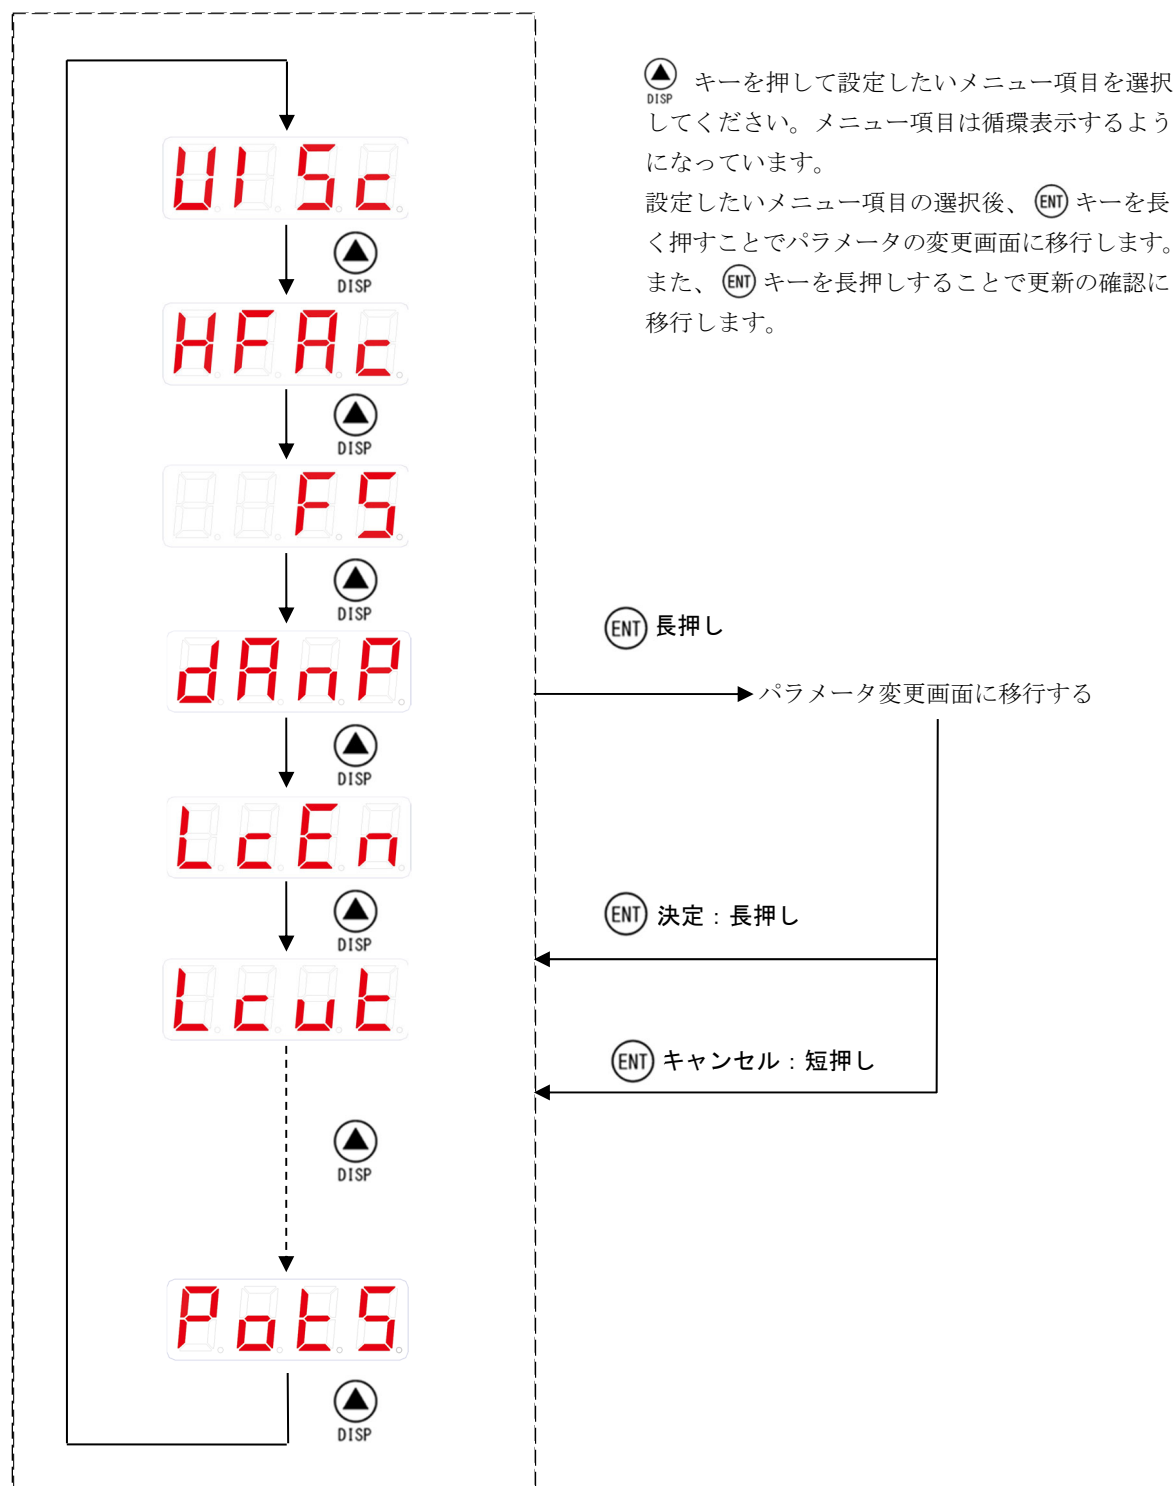 DISP キーを押して設定したいメニュー項目を選択
してください。メニュー項目は循環表示するよう
になっています。
設定したいメニュー項目の選択後、 ENT キーを長
く押すことでパラメータの変更画面に移行します。
また、 ENT キーを長押しすることで更新の確認に
移行します。
UISc
DISP
HFAc
DISP
FS
DISP
dAnP
DISP
LcEn
DISP
Lcut
DISP
PotS
DISP
ENT 長押し
パラメータ変更画面に移行する
ENT 決定：長押し
ENT キャンセル：短押し